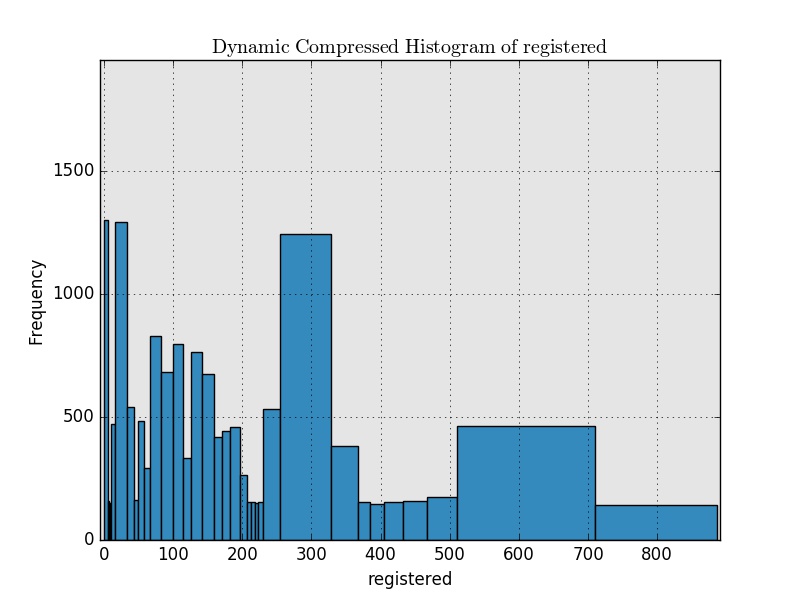 Dynamic Compressed Histogram of registered
1500
1000
500
0
Frequency
0 100 200 300 400 500 600 700 800
registered